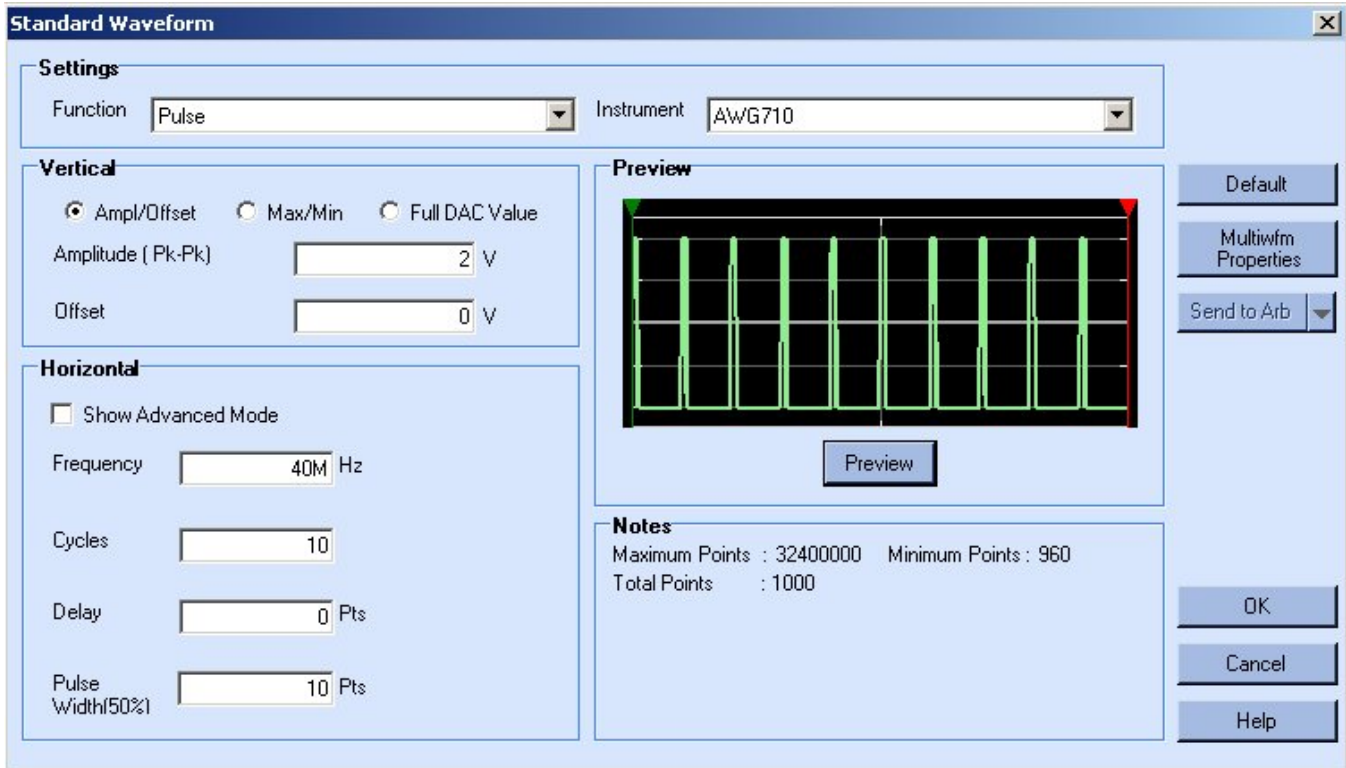 Standard Waveform
Settings
Function Pulse Instrument AWG710
Vertical
Ampl/Offset Max/Min Full DAC Value
Amplitude ( Pk-Pk) 2 V
Offset 0 V
Horizontal
Show Advanced Mode
Frequency 40M Hz
Cycles 10
Delay 0 Pts
Pulse
Width(50%) 10 Pts
Preview
Preview
Notes
Maximum Points : 32400000 Minimum Points : 960
Total Points : 1000
Default
Multiwfm
Properties
Send to Arb
OK
Cancel
Help